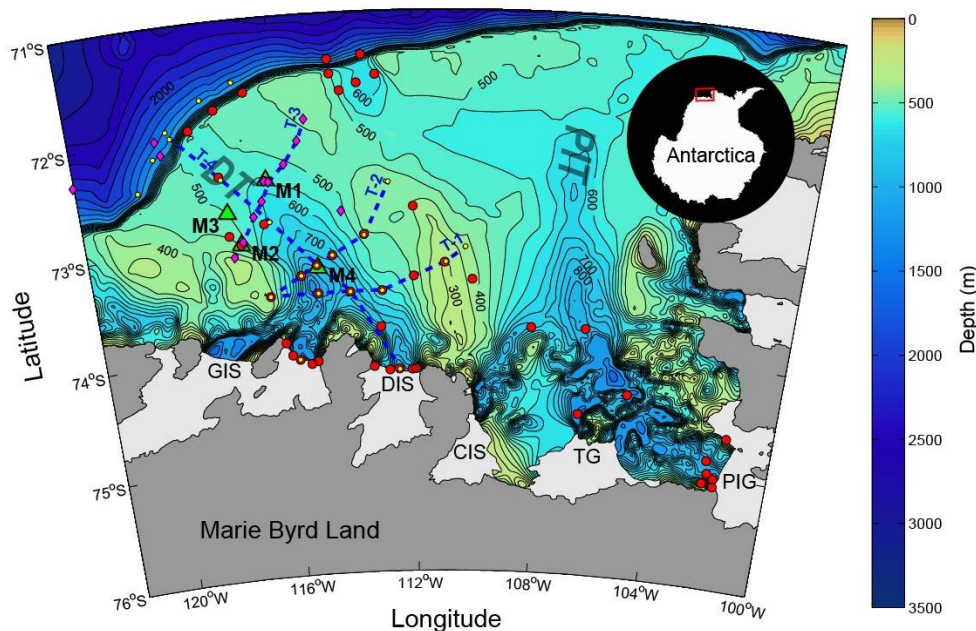 71°S
72°S
73°S
74°S
75°S
76°S
120°W
116°W
112°W
108°W
104°W
100°W
Latitude
Longitude
2000
500
600
500
T-3
T-4
DT
PIT
T-2
M1
500
500
600
600
M3
M2
700
T-1
400
M4
300
400
700
800
Antarctica
GIS
DIS
CIS
TG
PIG
Marie Byrd Land
0
500
1000
1500
2000
2500
3000
3500
Depth (m)